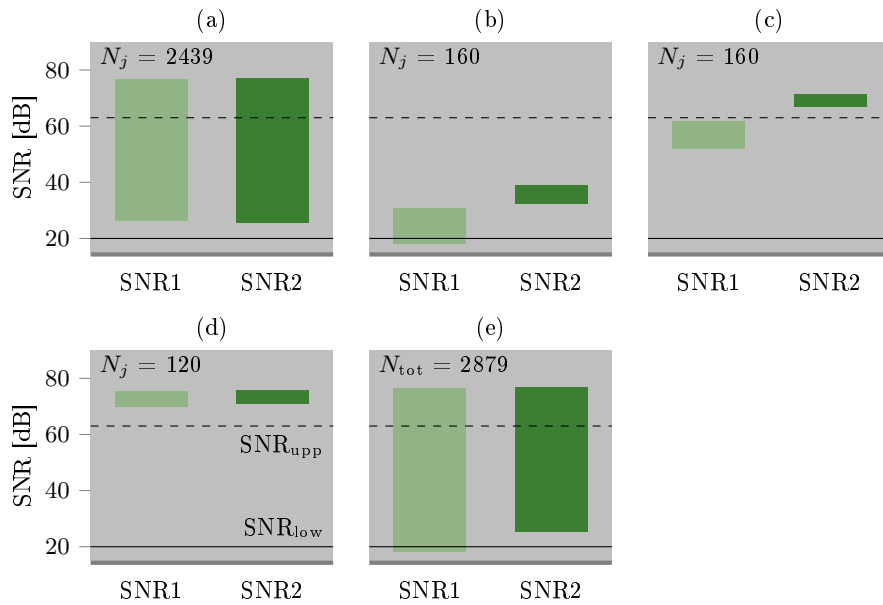 (a) (b) (c)
N_j = 2439 N_j = 160 N_j = 160
80
60
40
20
SNR [dB]
SNR1 SNR2 SNR1 SNR2 SNR1 SNR2
(d) (e)
N_j = 120 N_tot = 2879
80
60
40
20
SNR [dB]
SNR_upp
SNR_low
SNR1 SNR2 SNR1 SNR2